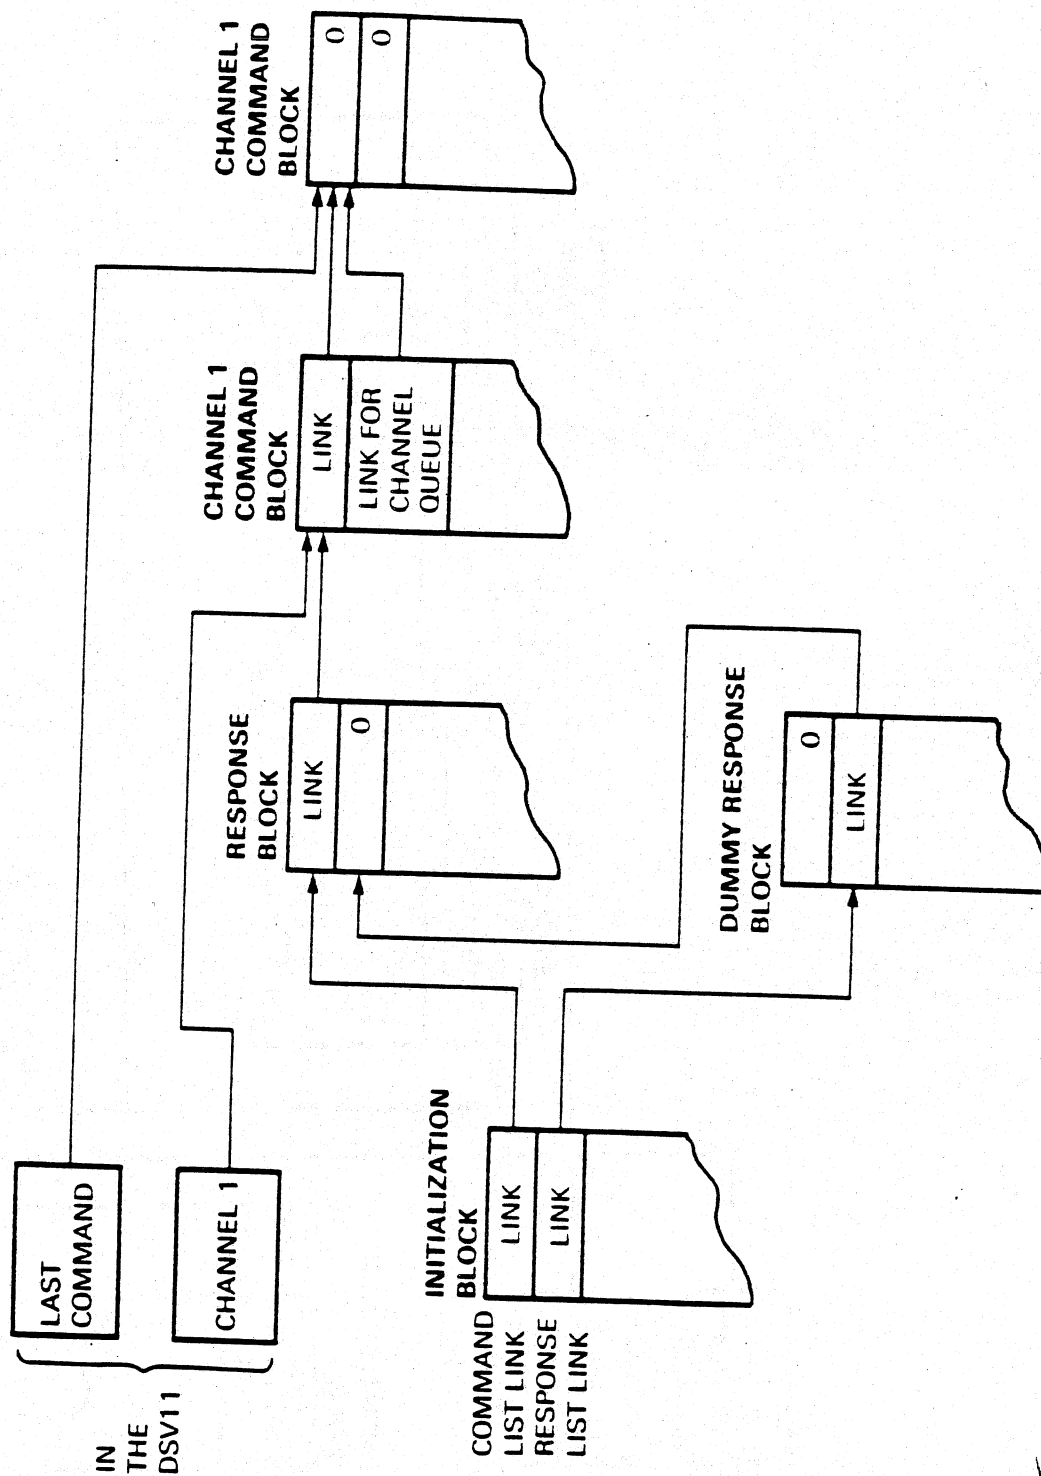 IN
THE
DSV11
LAST
COMMAND
CHANNEL 1
COMMAND
LIST LINK
RESPONSE
LIST LINK
INITIALIZATION
BLOCK
LINK
LINK
RESPONSE
BLOCK
LINK
0
DUMMY RESPONSE
BLOCK
0
LINK
CHANNEL 1
COMMAND
BLOCK
LINK
LINK FOR
CHANNEL
QUEUE
CHANNEL 1
COMMAND
BLOCK
0
0